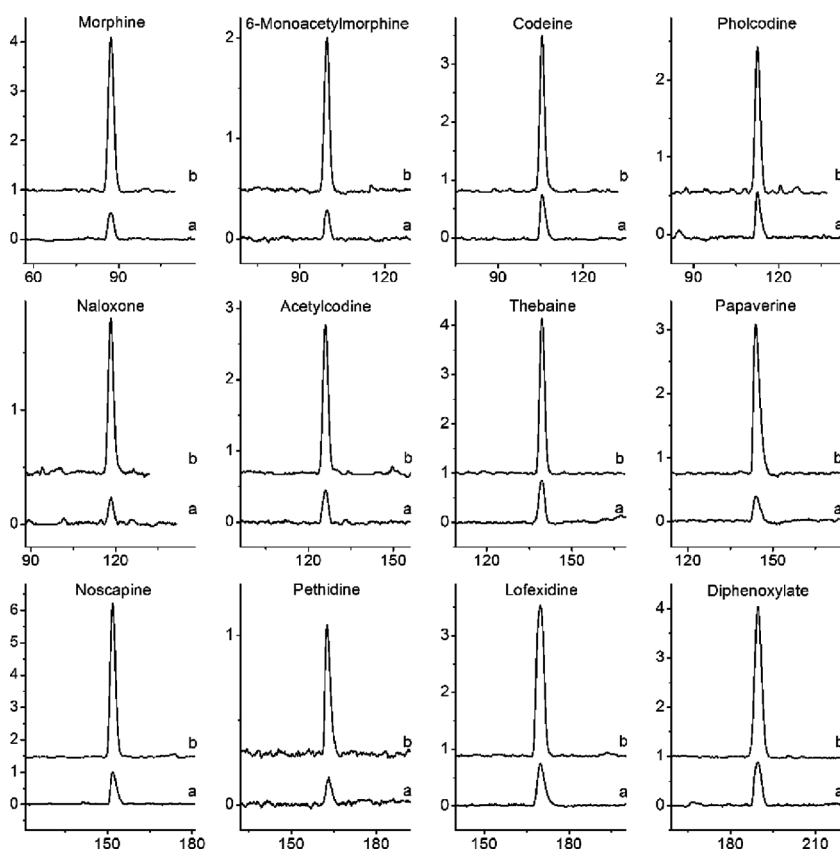 Morphine
4
3
2
1
0
b
a
60
90
6-Monoacetylmorphine
2
1
0
b
a
90
120
Codeine
3
2
1
0
b
a
90
120
Pholcodine
2
1
0
b
a
90
120
Naloxone
1
0
b
a
90
120
150
Acetylcodine
3
2
1
0
b
a
120
150
Thebaine
4
3
2
1
0
b
a
120
150
Papaverine
3
2
1
0
b
a
120
150
Noscapine
6
5
4
3
2
1
0
b
a
150
180
Pethidine
1
0
b
a
150
180
Lofexidine
3
2
1
0
b
a
150
180
Diphenoxylate
4
3
2
1
0
b
a
180
210